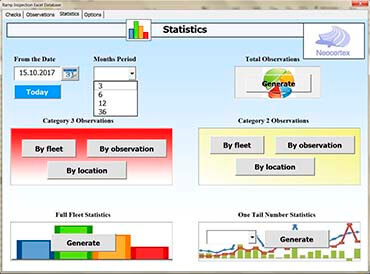 Ramp Inspection Excel Database
Checks Observations Statistics Options
Statistics
Neocortex
From the Date
Months Period
Total Observations
15.10.2017
Generate
Today
3
6
12
36
Category 3 Observations
Category 2 Observations
By fleet By observation
By location
By fleet By observation
By location
Full Fleet Statistics
One Tail Number Statistics
Generate
Generate